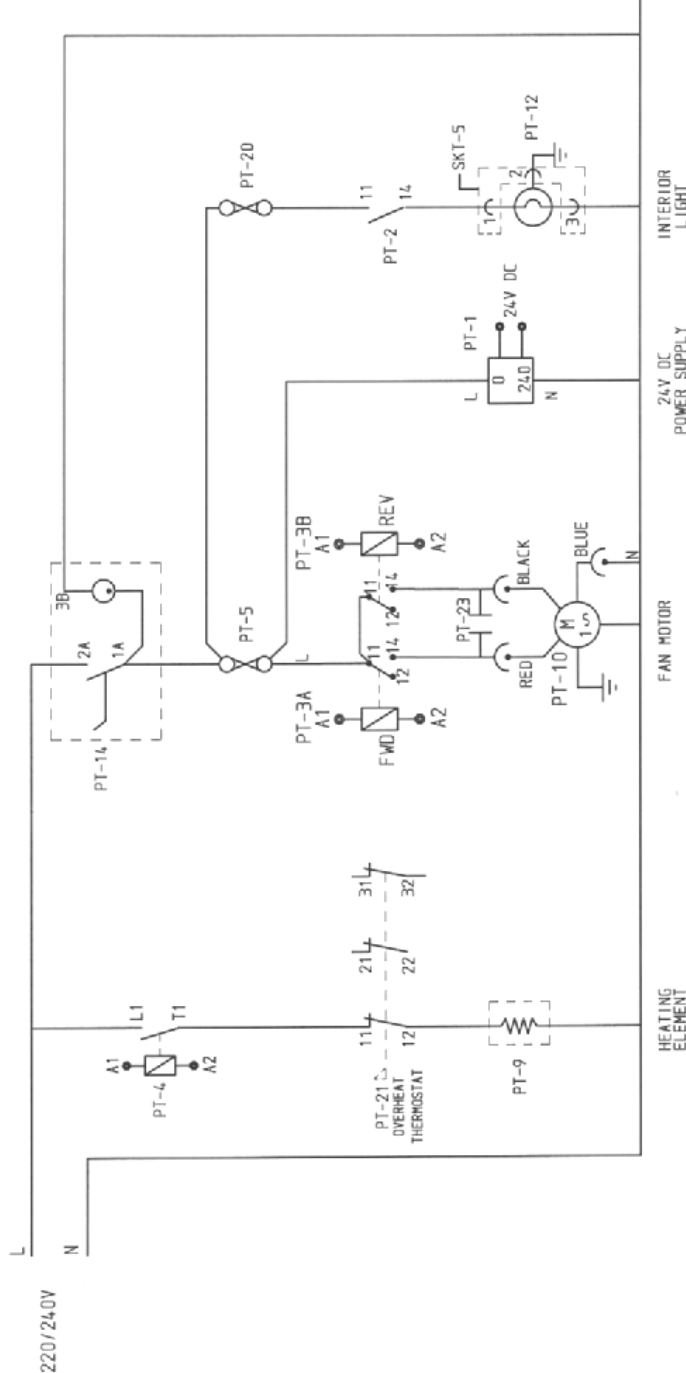 220/240V
L
N
PT-14
2A
1A
3B
A1
A2
PT-4
L1
T1
PT-5
PT-20
L
PT-21
OVERHEAT
THERMOSTAT
11
12
21
22
31
32
PT-3A
A1
A2
FWD
11
12
14
PT-3B
A1
A2
REV
11
12
14
PT-2
11
14
PT-9
RED
PT-23
BLACK
PT-10
M
BLUE
N
PT-1
L
N
24V DC
SKT-5
1
2
3
PT-12
HEATING
ELEMENT
FAN MOTOR
24V DC
POWER SUPPLY
INTERIOR
LIGHT